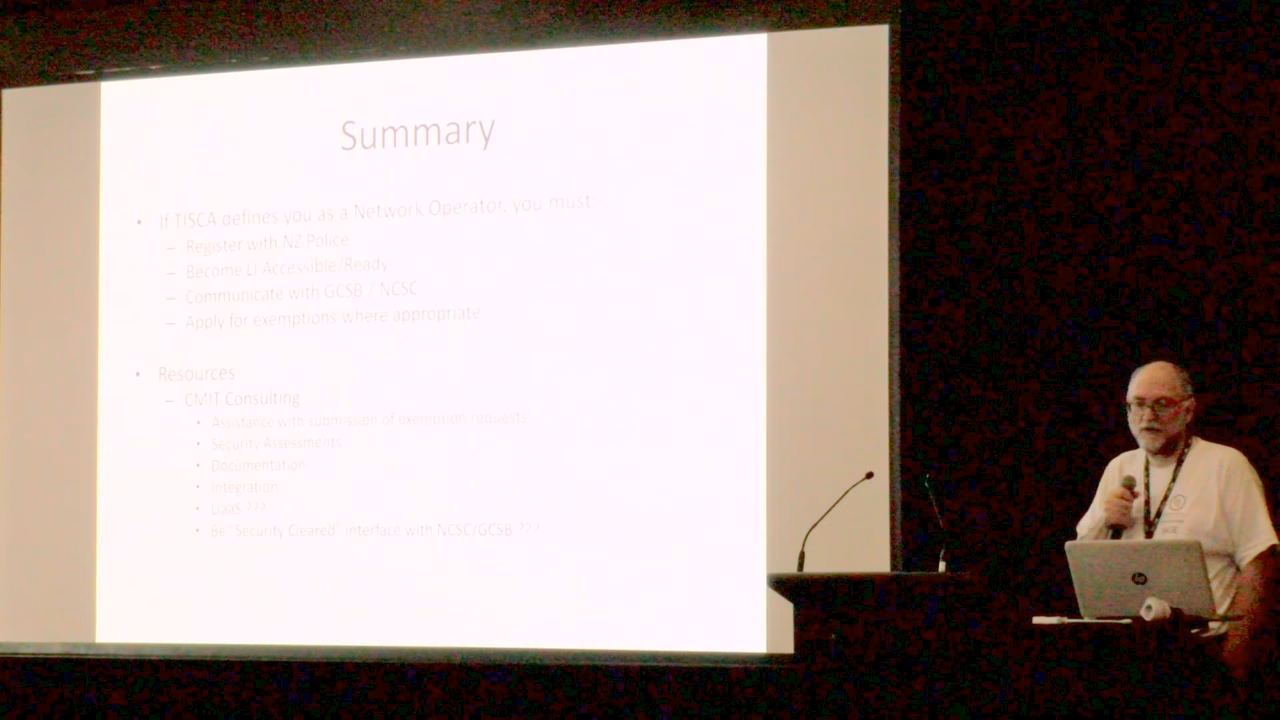 Summary
• If TISCA defines you as a Network Operator, you must:
– Register with NZ Police
– Become LI Accessible/Ready
– Communicate with GCSB / NCSC
– Apply for exemptions where appropriate
• Resources
– CMIT Consulting
• Assistance with submission of exemption requests
• Security Assessments
• Documentation
• Integration
• ???
• Be "Security Cleared" interface with NCSC/GCSB ???
hp